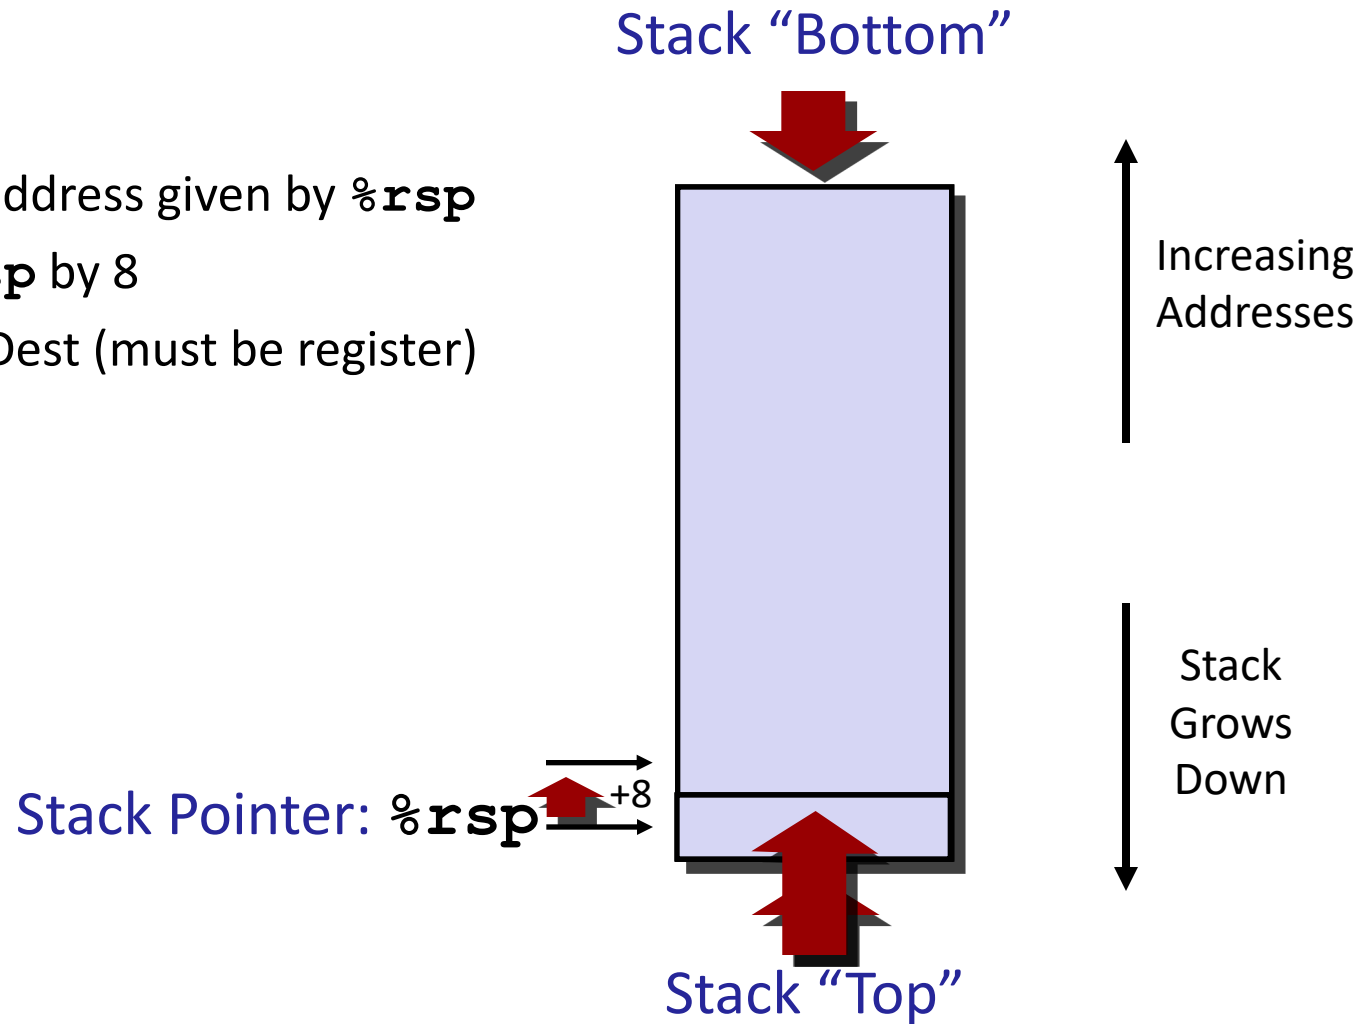 Stack “Bottom”
ddress given by %rsp
p by 8
Dest (must be register)
Increasing
Addresses
Stack
Grows
Down
+8
Stack Pointer: %rsp
Stack “Top”